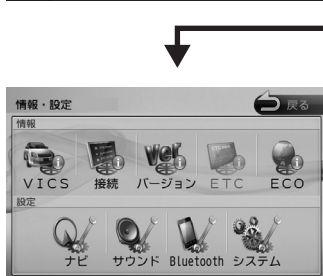 情報・設定
戻る
情報
Ver
VICS 接続 バージョン ETC ECO
設定
ナビ サウンド Bluetooth システム